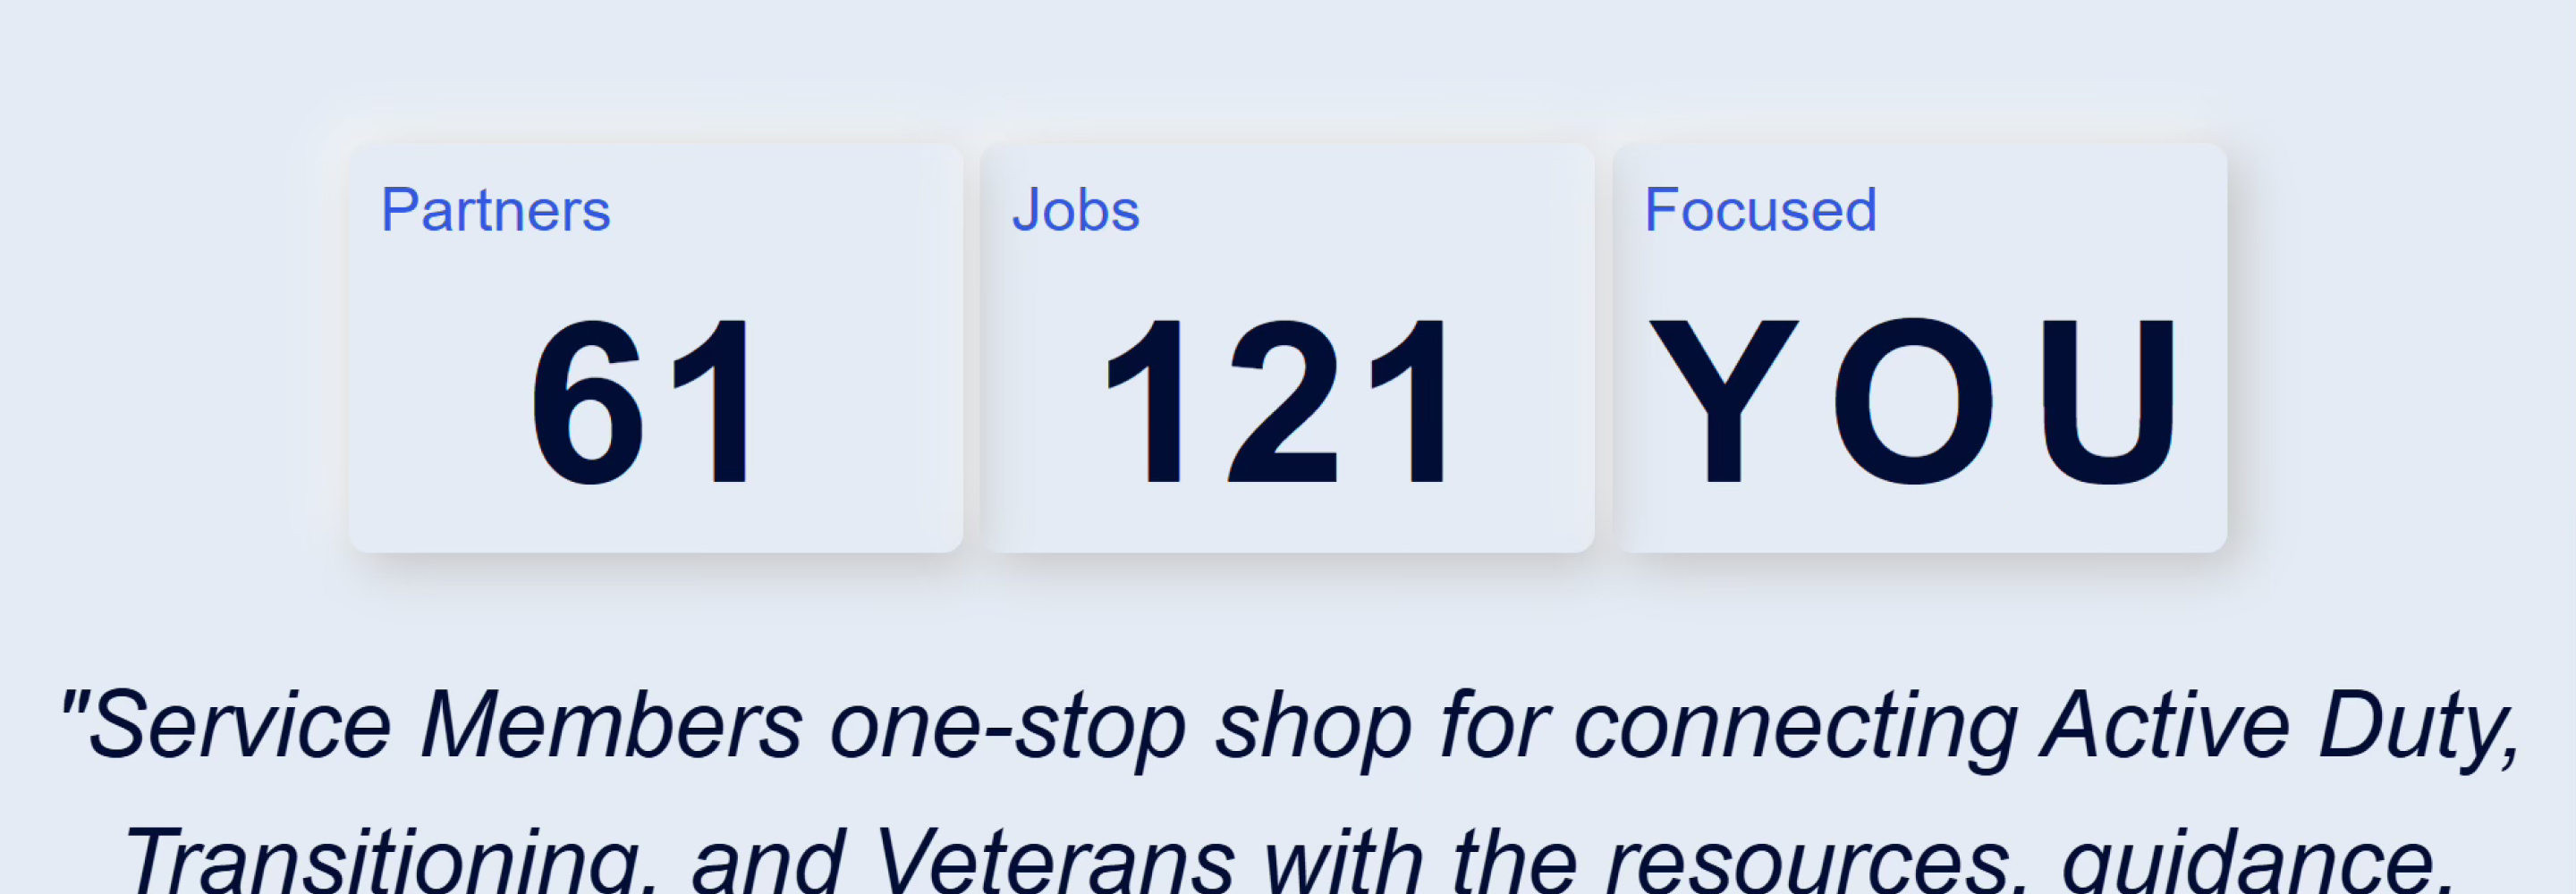 Partners
61
Jobs
121
Focused
YOU
"Service Members one-stop shop for connecting Active Duty,
Transitioning, and Veterans with the resources, guidance,